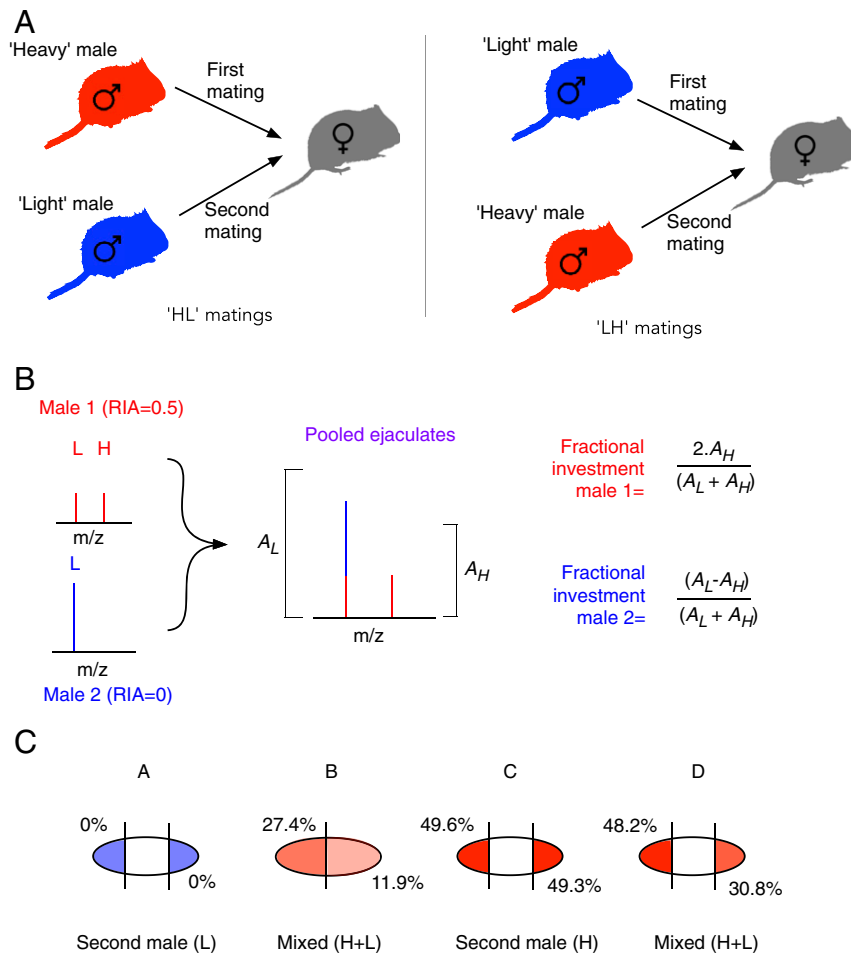 A
'Heavy' male
First
mating
'Light' male
Second
mating
'HL' matings
'Light' male
First
mating
'Heavy' male
Second
mating
'LH' matings
B
Male 1 (RIA=0.5)
L H
m/z
L
m/z
Male 2 (RIA=0)
Pooled ejaculates
A_L
A_H
m/z
Fractional
investment
male 1=
2.A_H
(A_L + A_H)
Fractional
investment
male 2=
(A_L-A_H)
(A_L + A_H)
C
A B C D
0% 27.4% 49.6% 48.2%
0% 11.9% 49.3% 30.8%
Second male (L) Mixed (H+L) Second male (H) Mixed (H+L)